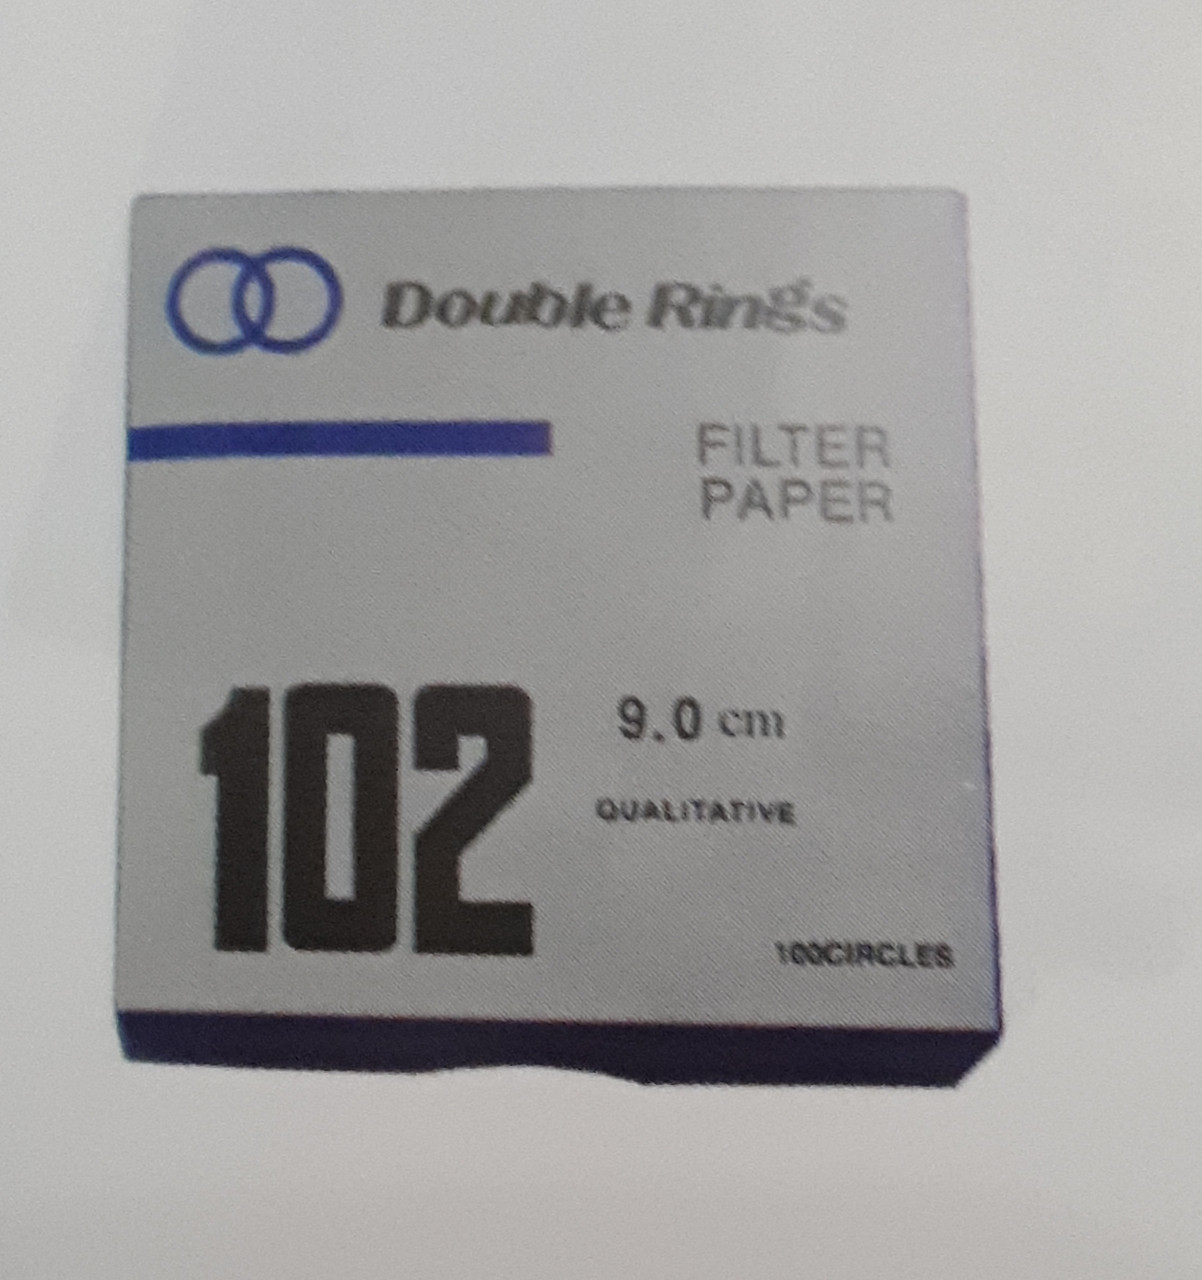 Double Rings
FILTER
PAPER
102
9.0 cm
QUALITATIVE
100CIRCLES